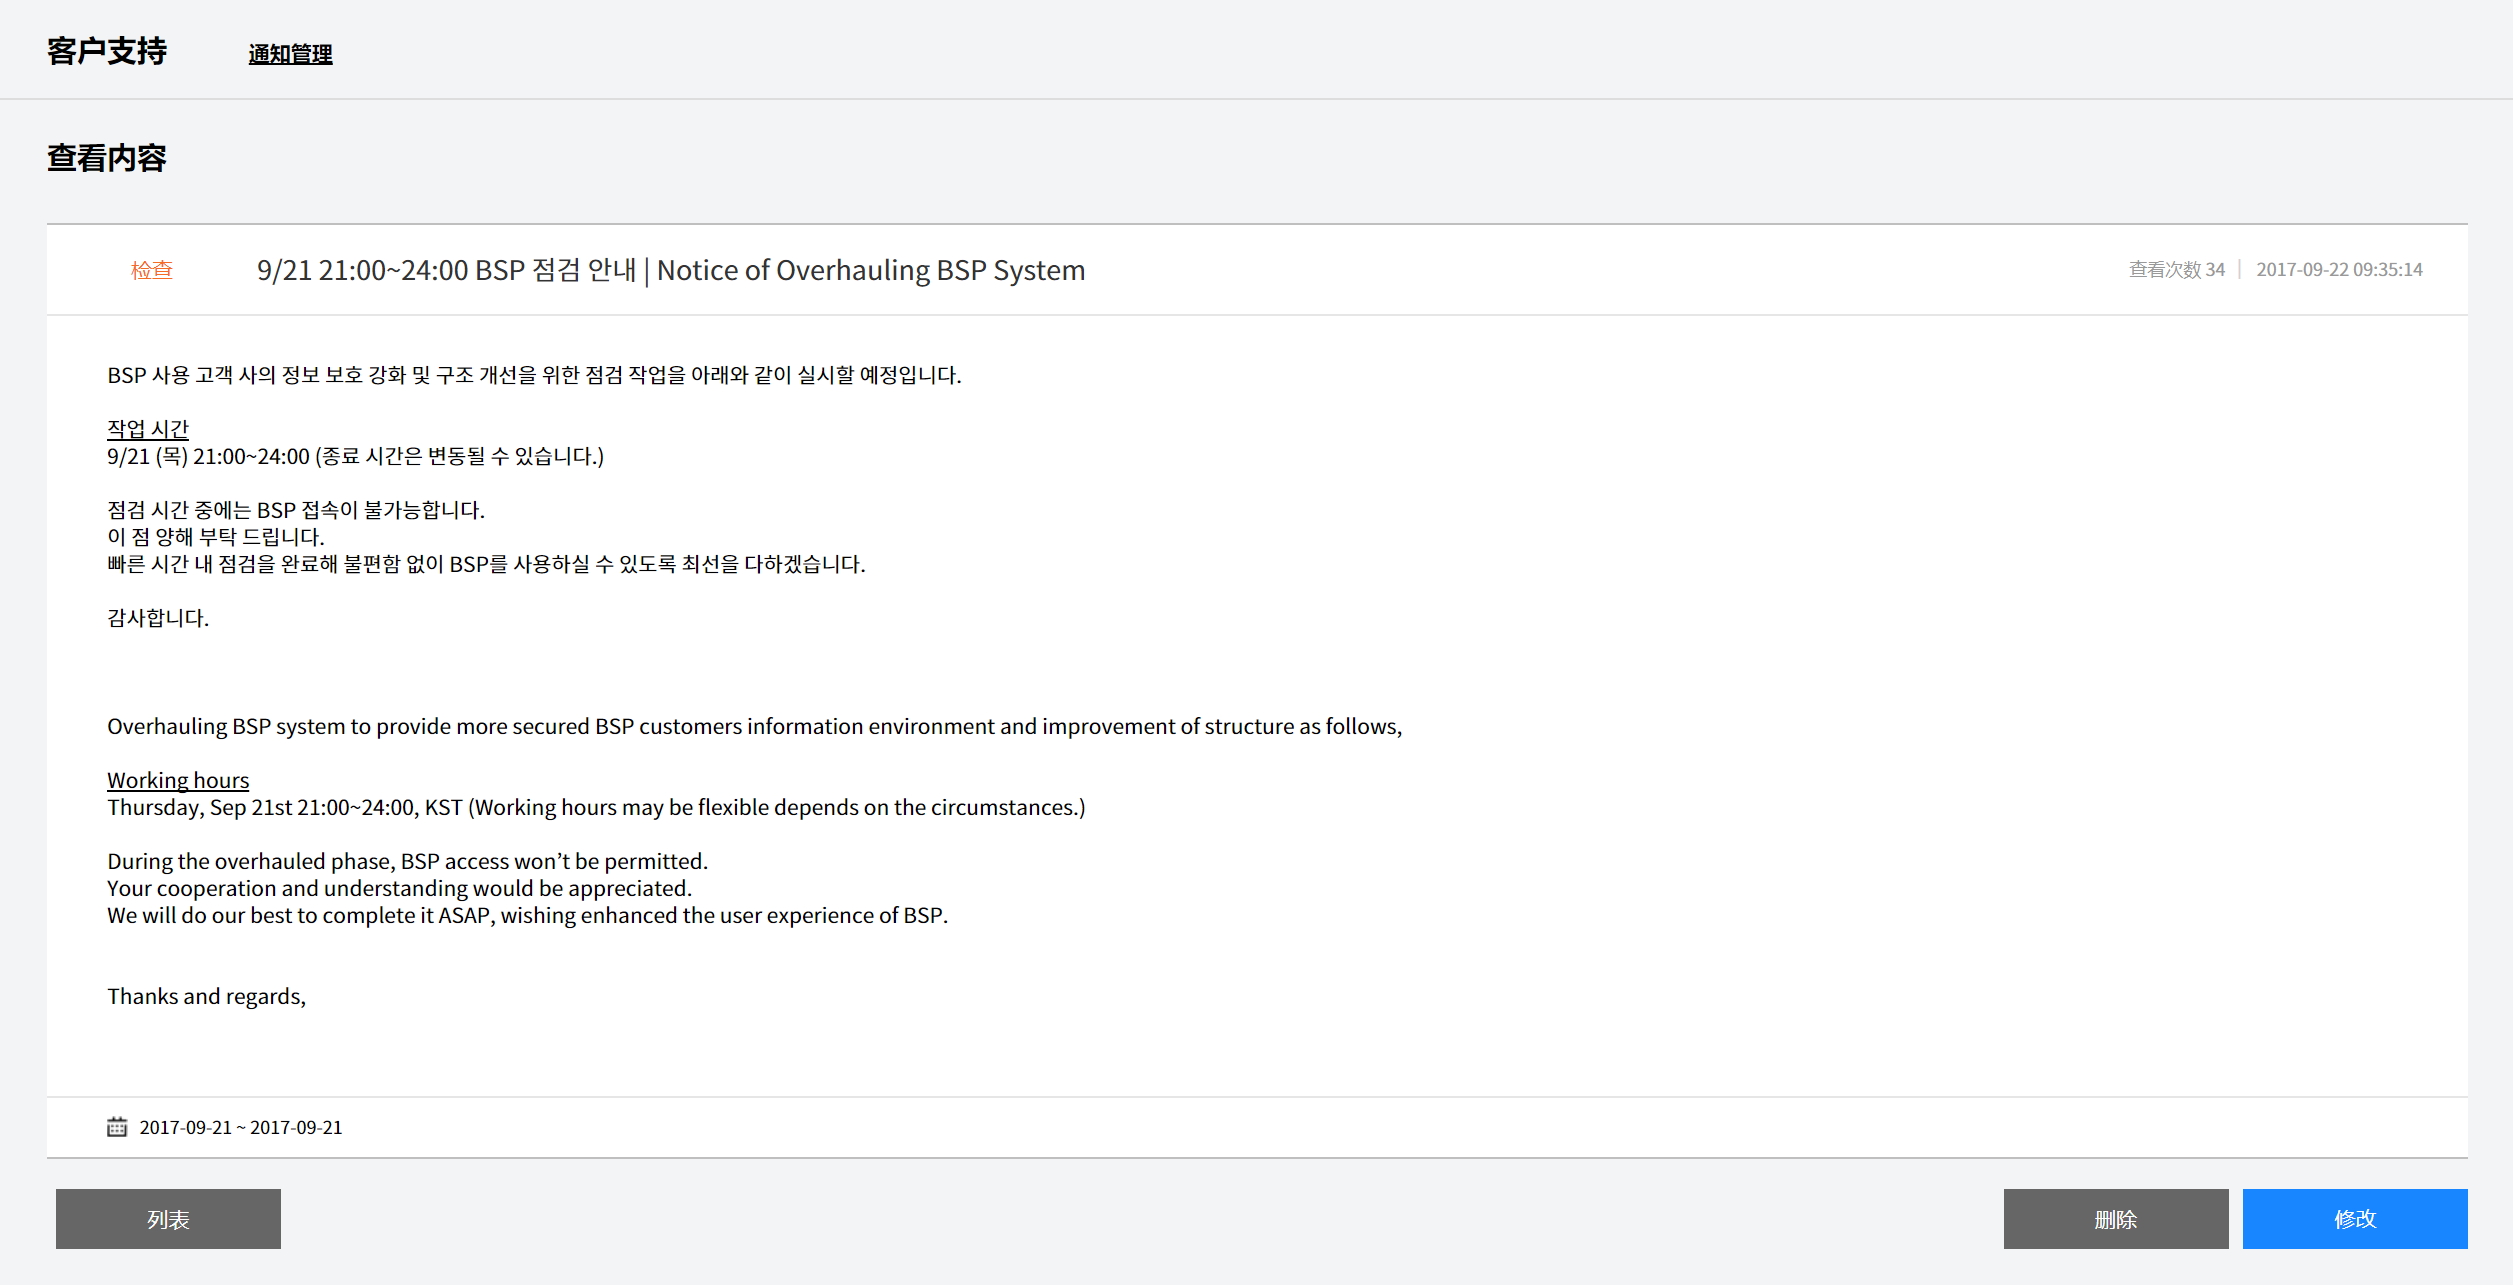 客户支持
通知管理
查看内容
检查
9/21 21:00~24:00 BSP 점검 안내 | Notice of Overhauling BSP System
查看次数 34
2017-09-22 09:35:14
BSP 사용 고객 사의 정보 보호 강화 및 구조 개선을 위한 점검 작업을 아래와 같이 실시할 예정입니다.
작업 시간
9/21 (목) 21:00~24:00 (종료 시간은 변동될 수 있습니다.)
점검 시간 중에는 BSP 접속이 불가능합니다.
이 점 양해 부탁 드립니다.
빠른 시간 내 점검을 완료해 불편함 없이 BSP를 사용하실 수 있도록 최선을 다하겠습니다.
감사합니다.
Overhauling BSP system to provide more secured BSP customers information environment and improvement of structure as follows,
Working hours
Thursday, Sep 21st 21:00~24:00, KST (Working hours may be flexible depends on the circumstances.)
During the overhauled phase, BSP access won’t be permitted.
Your cooperation and understanding would be appreciated.
We will do our best to complete it ASAP, wishing enhanced the user experience of BSP.
Thanks and regards,
2017-09-21 ~ 2017-09-21
列表
删除
修改